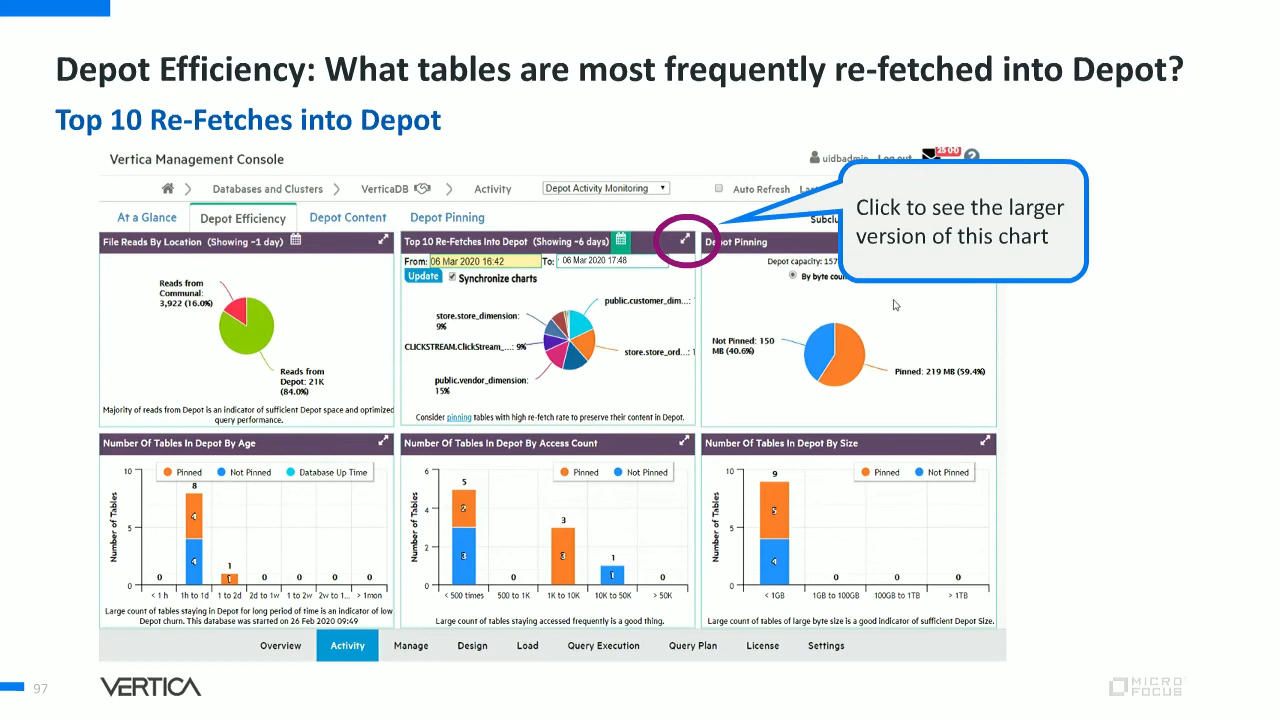 Depot Efficiency: What tables are most frequently re-fetched into Depot?
Top 10 Re-Fetches into Depot
Vertica Management Console
uidbadmin Log out
Databases and Clusters
VerticaDB
Activity
Depot Activity Monitoring
Auto Refresh
Click to see the larger
version of this chart
At a Glance
Depot Efficiency
Depot Content
Depot Pinning
File Reads By Location (Showing ~1 day)
Reads from
Communal:
3,922 (16.0%)
Reads from
Depot: 21K
(84.0%)
Majority of reads from Depot is an indicator of sufficient Depot space and optimized
query performance.
Top 10 Re-Fetches Into Depot (Showing ~6 days)
From: 06 Mar 2020 16:42 To: 06 Mar 2020 17:48
Update Synchronize charts
public.customer_dim...:
store.store_dimension:
9%
CLICKSTREAM.ClickStream_...: 9%
store.store_ord...: 1
public.vendor_dimension:
15%
Consider pinning tables with high re-fetch rate to preserve their content in Depot.
Depot Pinning
Depot capacity:
By byte
Not Pinned: 150
MB (40.6%)
Pinned: 219 MB (59.4%)
Number Of Tables In Depot By Age
Pinned Not Pinned Database Up Time
Number of Tables
10
5
0
0
8
4
4
1
1
0
0
0
0
< 1 h 1h to 1d 1 to 2d 2d to 1w 1 to 2w 2w to 1... > 1mon
Large count of tables staying in Depot for long period of time is an indicator of low
Depot churn. This database was started on 26 Feb 2020 09:49
Number Of Tables In Depot By Access Count
Pinned Not Pinned
Number of Tables
6
4
2
0
5
2
3
0
3
3
1
1
0
< 500 times 500 to 1K 1K to 10K 10K to 50K > 50K
Large count of tables staying accessed frequently is a good thing.
Number Of Tables In Depot By Size
Pinned Not Pinned
Number of Tables
10
5
0
9
5
4
0
0
0
< 1GB 1GB to 100GB 100GB to 1TB > 1TB
Large count of tables of large byte size is a good indicator of sufficient Depot Size.
Overview Activity Manage Design Load Query Execution Query Plan License Settings
97
VERTICA
MICRO
FOCUS